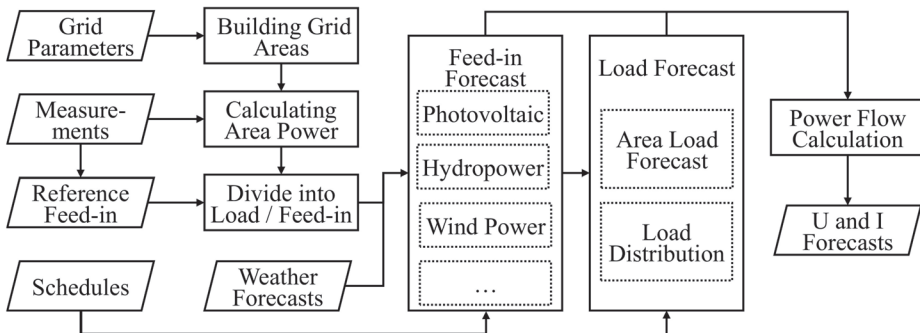 Grid
Parameters
Building Grid
Areas
Measure-
ments
Calculating
Area Power
Reference
Feed-in
Divide into
Load / Feed-in
Schedules
Weather
Forecasts
Feed-in
Forecast
Photovoltaic
Hydropower
Wind Power
...
Load Forecast
Area Load
Forecast
Load
Distribution
Power Flow
Calculation
U and I
Forecasts